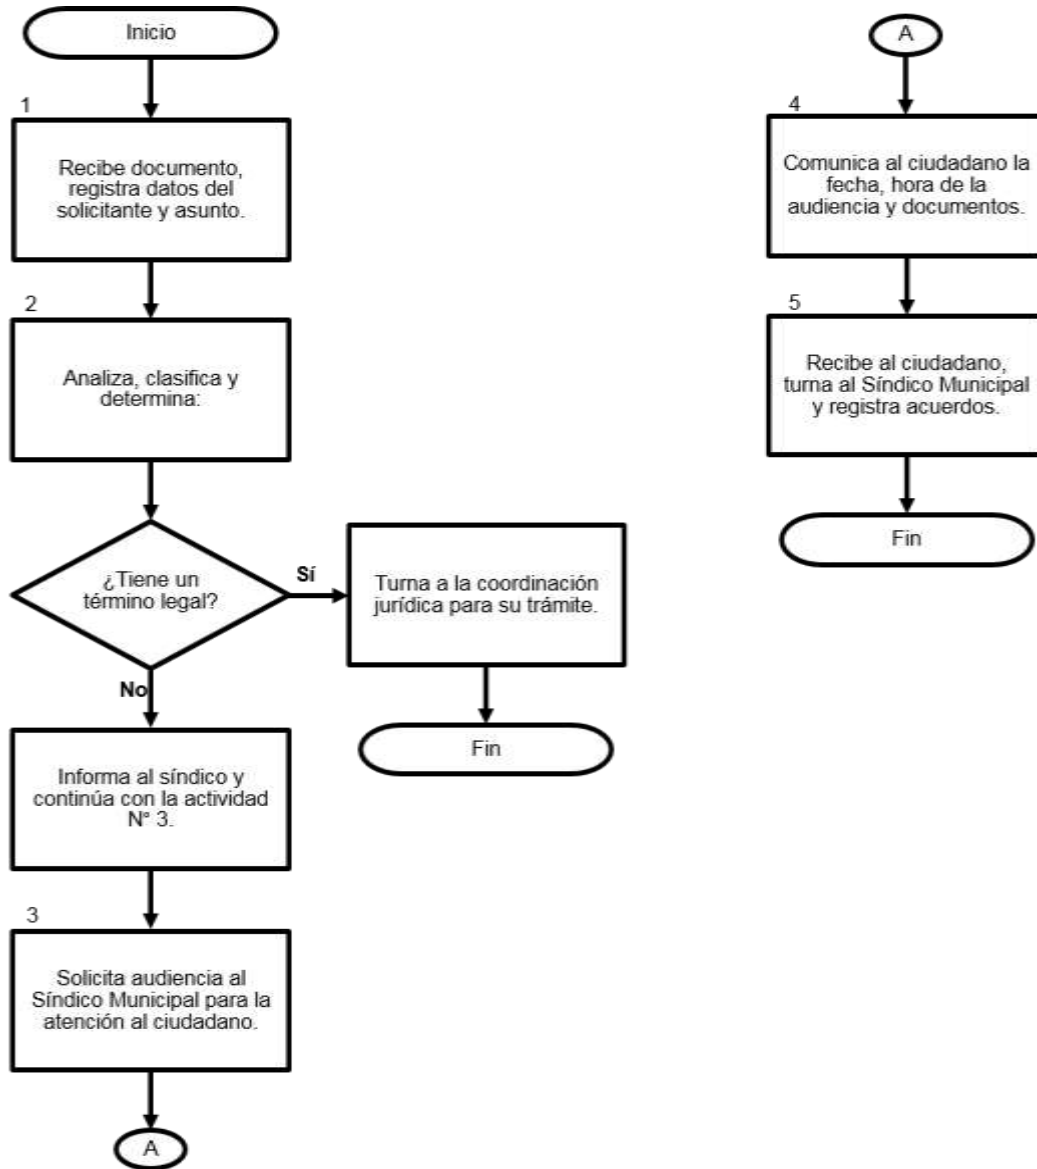 Inicio
1
Recibe documento,
registra datos del
solicitante y asunto.
2
Analiza, clasifica y
determina:
¿Tiene un
término legal?
Sí
Turna a la coordinación
jurídica para su trámite.
Fin
No
Informa al síndico y
continúa con la actividad
N° 3.
3
Solicita audiencia al
Síndico Municipal para la
atención al ciudadano.
A
A
4
Comunica al ciudadano la
fecha, hora de la
audiencia y documentos.
5
Recibe al ciudadano,
turna al Síndico Municipal
y registra acuerdos.
Fin